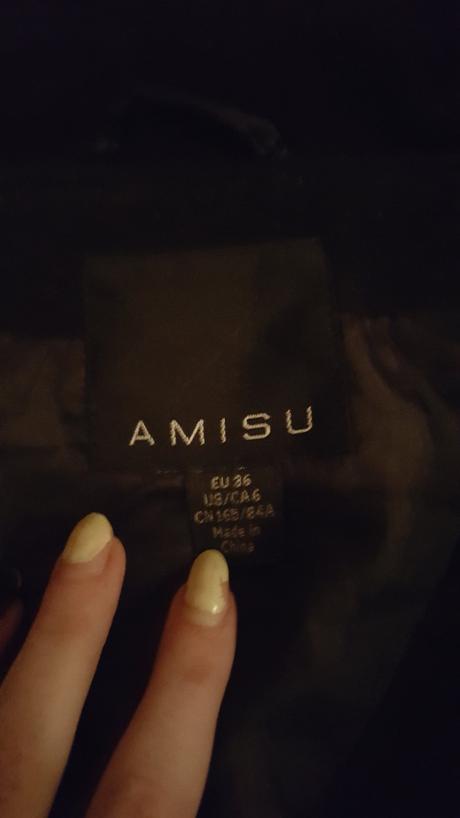 AMISU
EU 36
US/CA 6
CN 165/84A
Made in
China